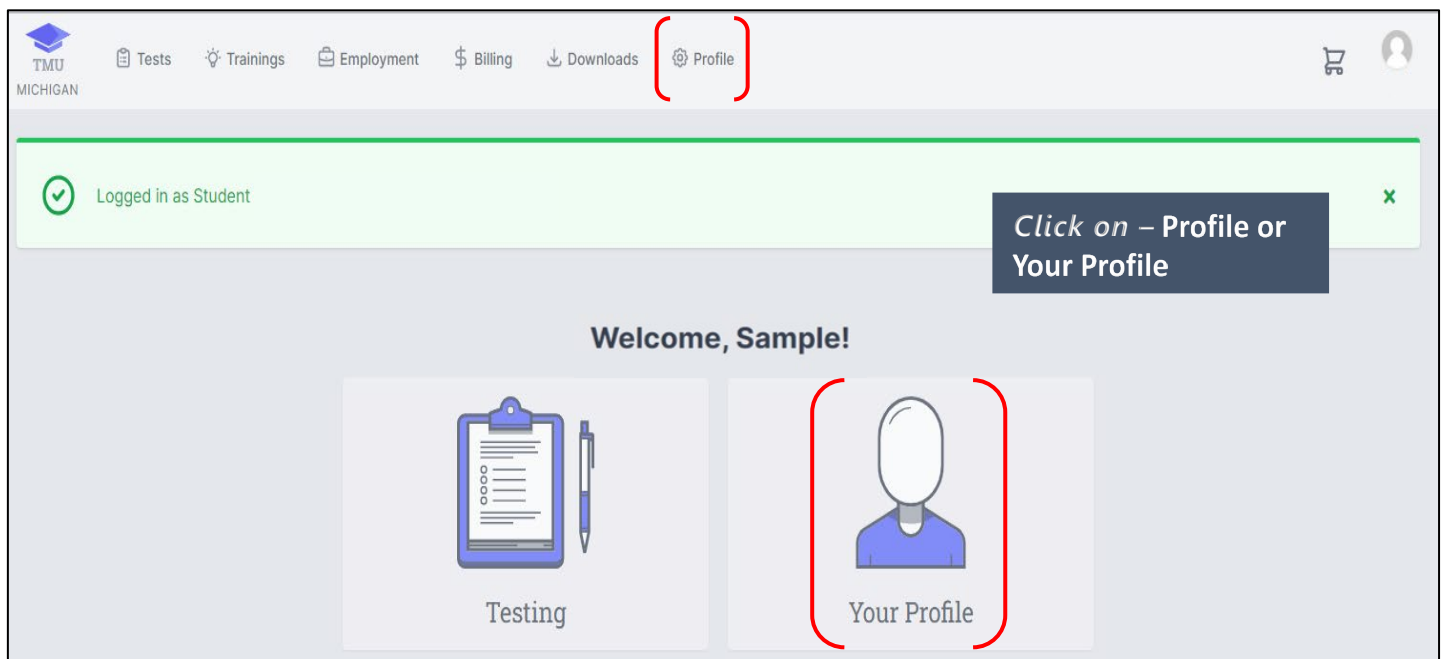 TMU
MICHIGAN
Tests Trainings Employment Billing Downloads Profile
Logged in as Student
Click on – Profile or
Your Profile
Welcome, Sample!
Testing
Your Profile